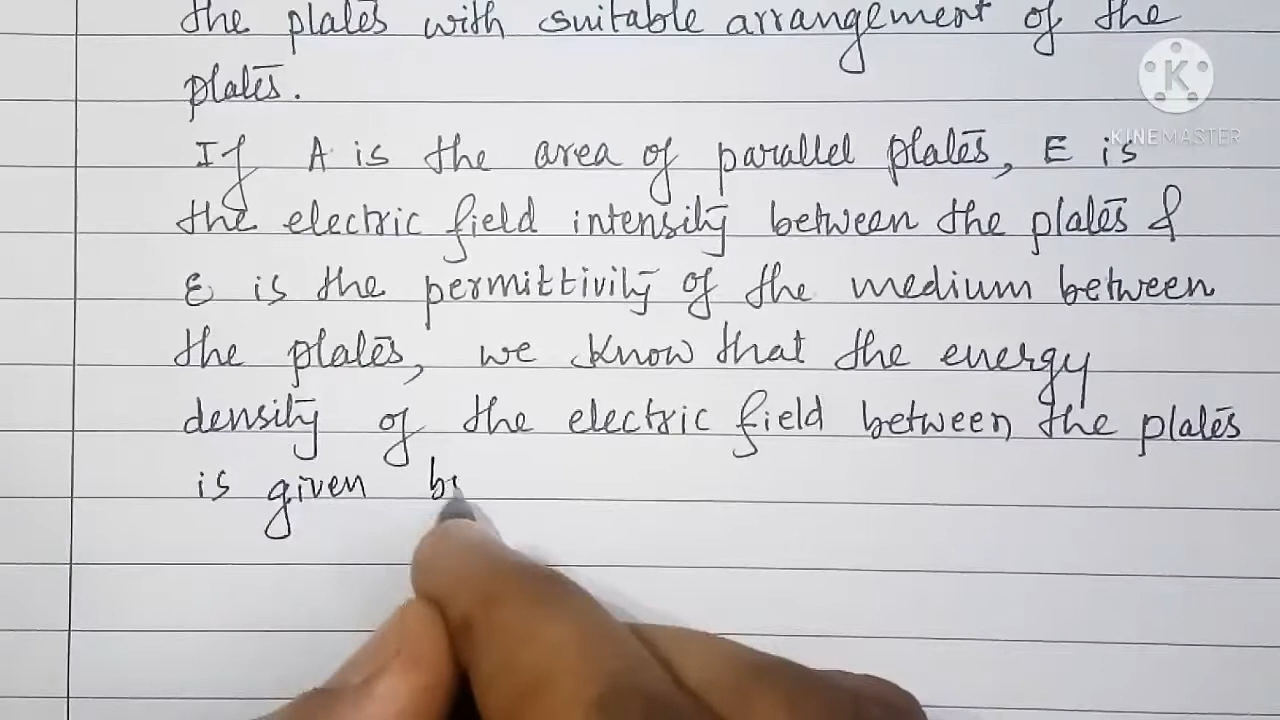 the plates with suitable arrangement of the
plates.
If A is the area of parallel plates, E is
the electric field intensity between the plates &
ε is the permittivity of the medium between
the plates, we know that the energy
density of the electric field between the plates
is given by
K
KINEMASTER